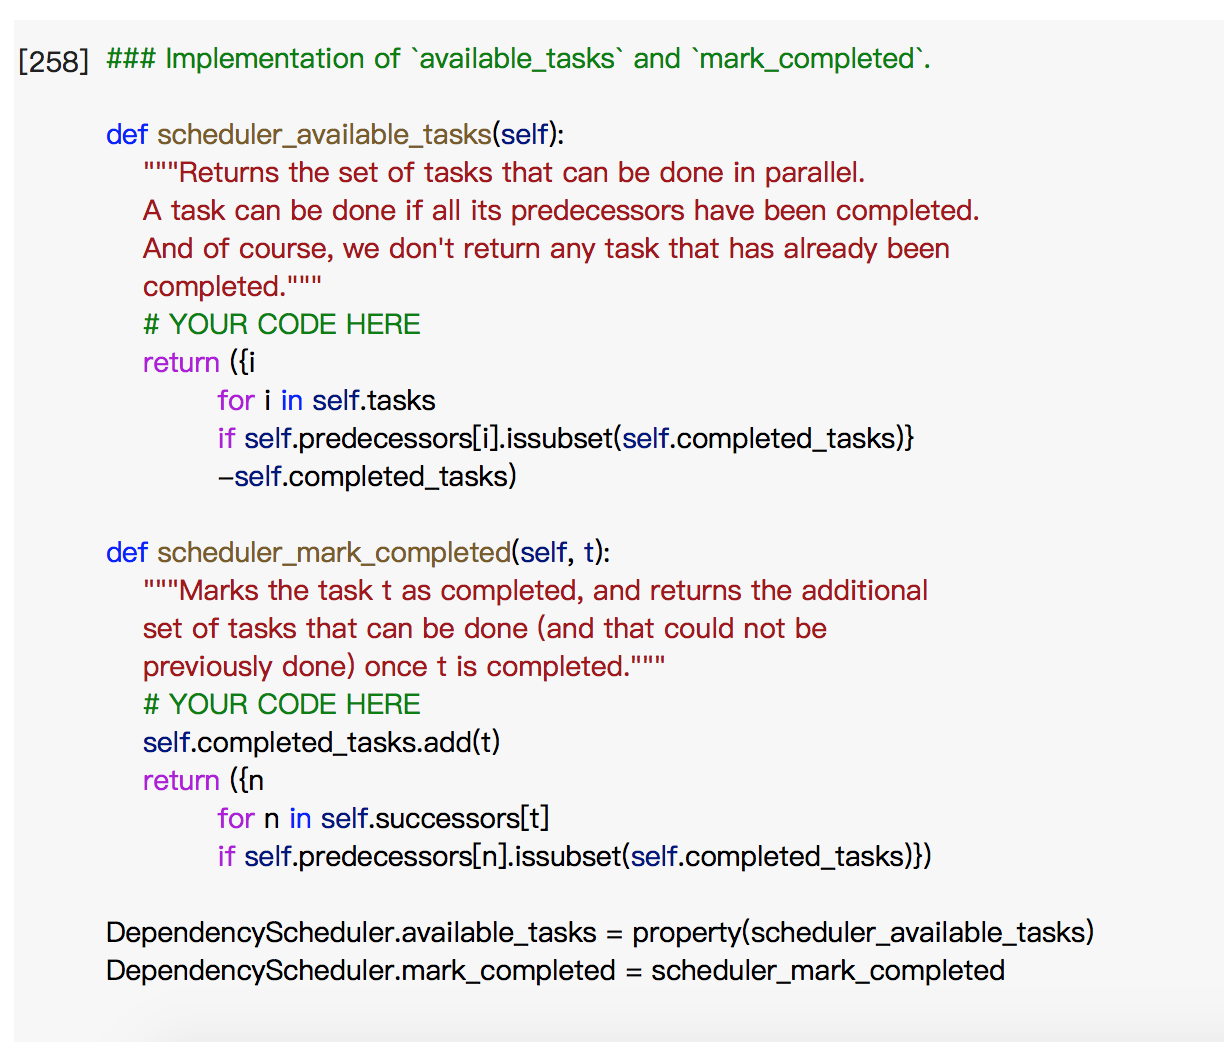 [258] ### Implementation of `available_tasks` and `mark_completed`.
def scheduler_available_tasks(self):
"""Returns the set of tasks that can be done in parallel.
A task can be done if all its predecessors have been completed.
And of course, we don't return any task that has already been
completed."""
# YOUR CODE HERE
return ({i
for i in self.tasks
if self.predecessors[i].issubset(self.completed_tasks)}
-self.completed_tasks)
def scheduler_mark_completed(self, t):
"""Marks the task t as completed, and returns the additional
set of tasks that can be done (and that could not be
previously done) once t is completed."""
# YOUR CODE HERE
self.completed_tasks.add(t)
return ({n
for n in self.successors[t]
if self.predecessors[n].issubset(self.completed_tasks)})
DependencyScheduler.available_tasks = property(scheduler_available_tasks)
DependencyScheduler.mark_completed = scheduler_mark_completed